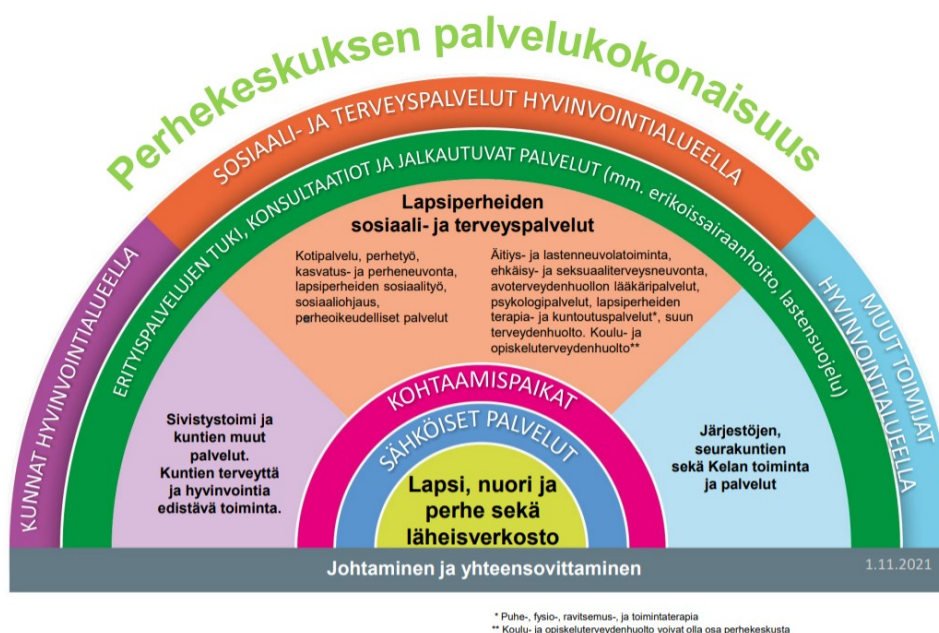 Perhekeskuksen palvelukokonaisuus
SOSIAALI- JA TERVEYSPALVELUT HYVINVOINTIALUEELLA
KUNNAT HYVINVOINTIALUEELLA
MUUT TOIMIJAT
HYVINVOINTIALUEELLA
ERITYISPALVELUJEN TUKI, KONSULTAATIOT JA JALKAUTUVAT PALVELUT (mm. erikoissairaanhoito, lastensuojelu)
Lapsiperheiden
sosiaali- ja terveyspalvelut
Kotipalvelu, perhetyö,
kasvatus- ja perheneuvonta,
lapsiperheiden sosiaalityö,
sosiaaliohjaus,
perheoikeudelliset palvelut
Äitiys- ja lastenneuvolatoiminta,
ehkäisy- ja seksuaaliterveysneuvonta,
avoterveydenhuollon lääkäripalvelut,
psykologipalvelut, lapsiperheiden
terapia- ja kuntoutuspalvelut*, suun
terveydenhuolto. Koulu- ja
opiskeluterveydenhuolto**
Sivistystoimi ja
kuntien muut
palvelut.
Kuntien terveyttä
ja hyvinvointia
edistävä toiminta.
Järjestöjen,
seurakuntien
sekä Kelan toiminta
ja palvelut
KOHTAAMISPAIKAT
SÄHKÖISET PALVELUT
Lapsi, nuori ja
perhe sekä
läheisverkosto
Johtaminen ja yhteensovittaminen
1.11.2021
* Puhe-, fysio-, ravitsemus-, ja toimintaterapia
** Koulu- ja opiskeluterveydenhuolto voivat olla osa perhekeskusta